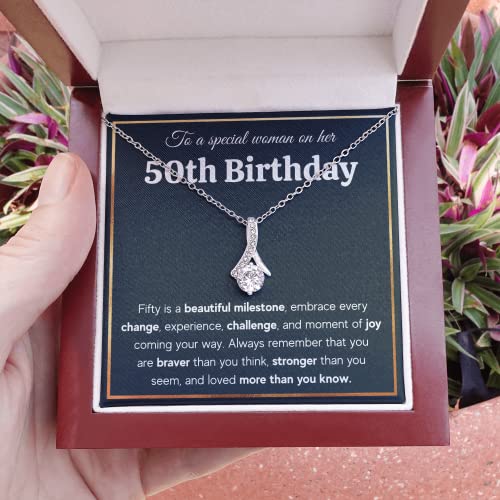 To a special woman on her
50th Birthday
Fifty is a beautiful milestone, embrace every
change, experience, challenge, and moment of joy
coming your way. Always remember that you
are braver than you think, stronger than you
seem, and loved more than you know.